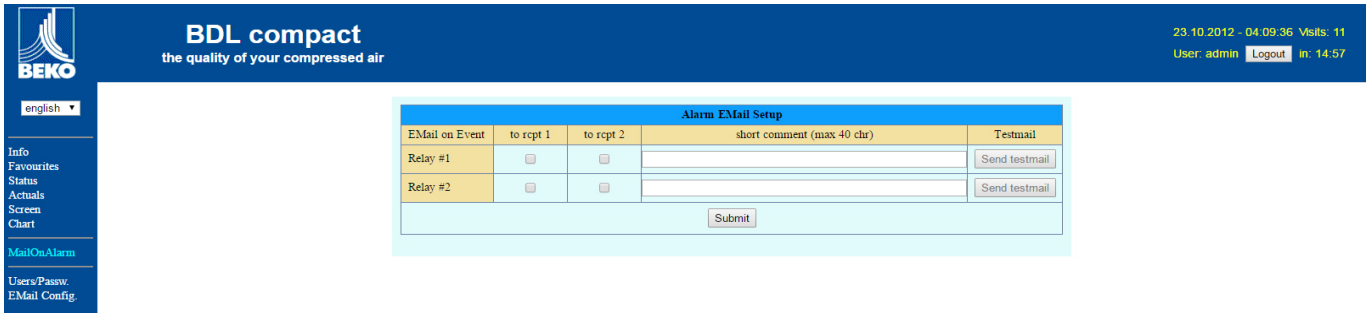 BEKO
BDL compact
the quality of your compressed air
23.10.2012 - 04:09:36 Visits: 11
User: admin Logout in: 14:57
english
Info
Favourites
Status
Actuals
Screen
Chart
MailOnAlarm
Users/Passw.
EMail Config.
Alarm EMail Setup
EMail on Event to rcpt 1 to rcpt 2 short comment (max 40 chr) Testmail
Relay #1 Send testmail
Relay #2 Send testmail
Submit